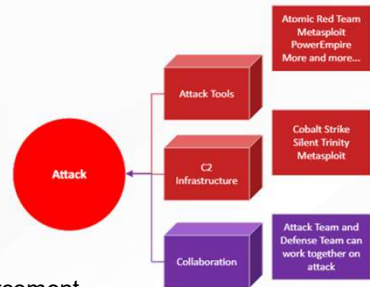 Atomic Red Team
Metasploit
PowerEmpire
More and more...
Attack Tools
Cobalt Strike
Silent Trinity
Metasploit
C2
Infrastructure
Attack
Attack Team and
Defense Team can
work together on
attack
Collaboration